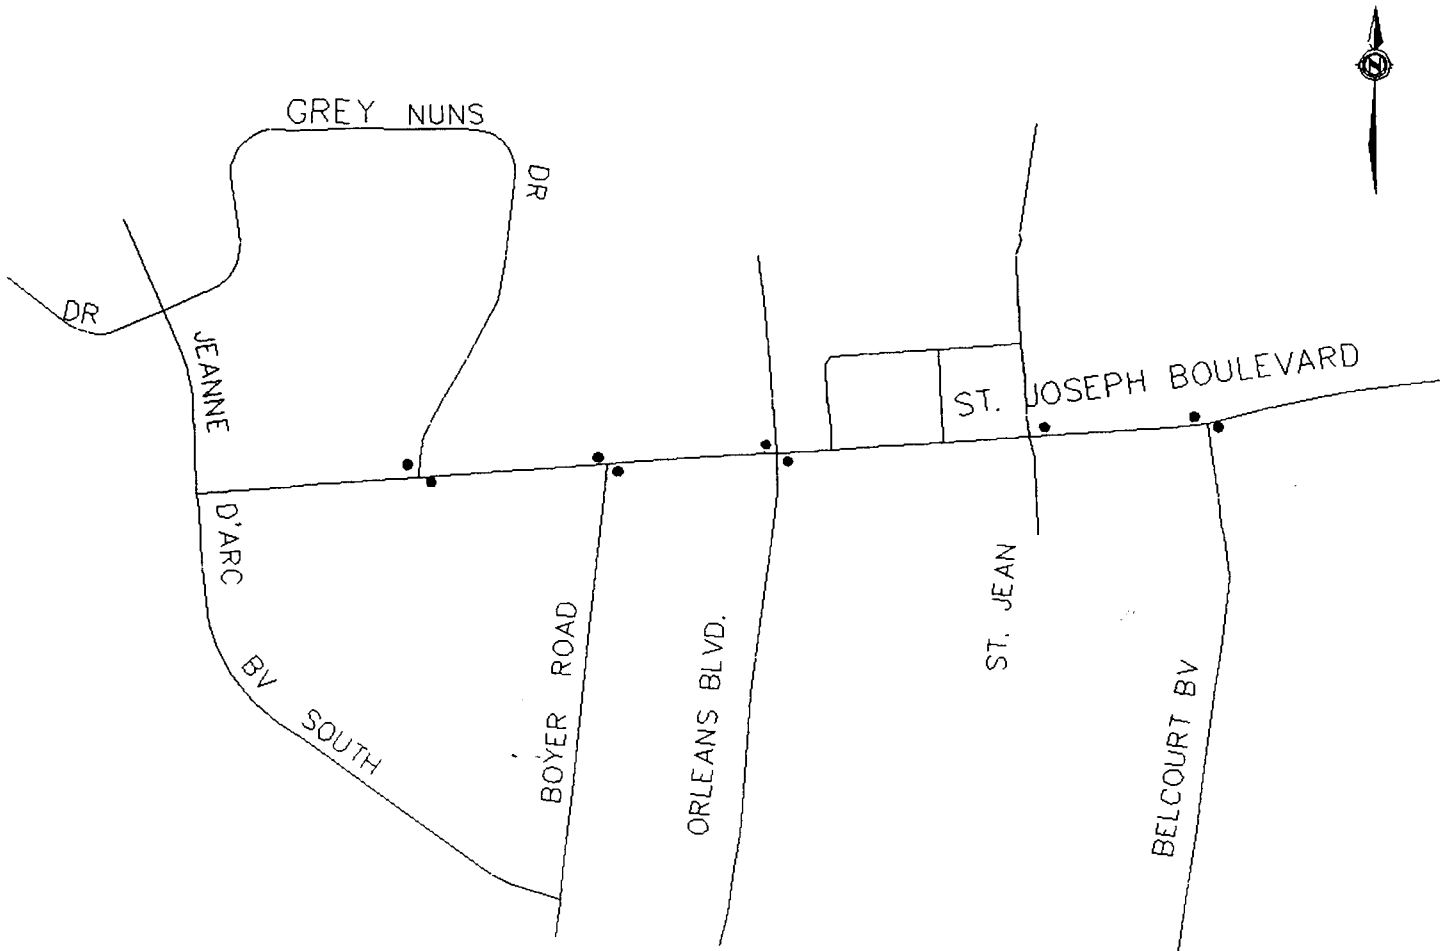 GREY NUNS
DR
DR
JEANNE
D'ARC
BV
SOUTH
ST. JOSEPH BOULEVARD
BOYER ROAD
ORLEANS BLVD.
ST. JEAN
BELCOURT BV
N